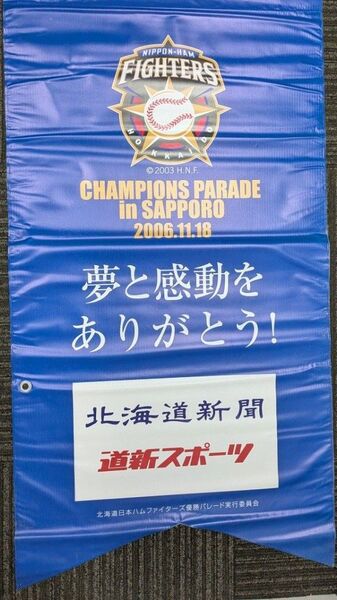 NIPPON-HAM
FIGHTERS
HOKKAIDO
©2003 H.N.F.
CHAMPIONS PARADE
in SAPPORO
2006.11.18
夢と感動を
ありがとう!
北海道新聞
道新スポーツ
北海道日本ハムファイターズ優勝パレード実行委員会